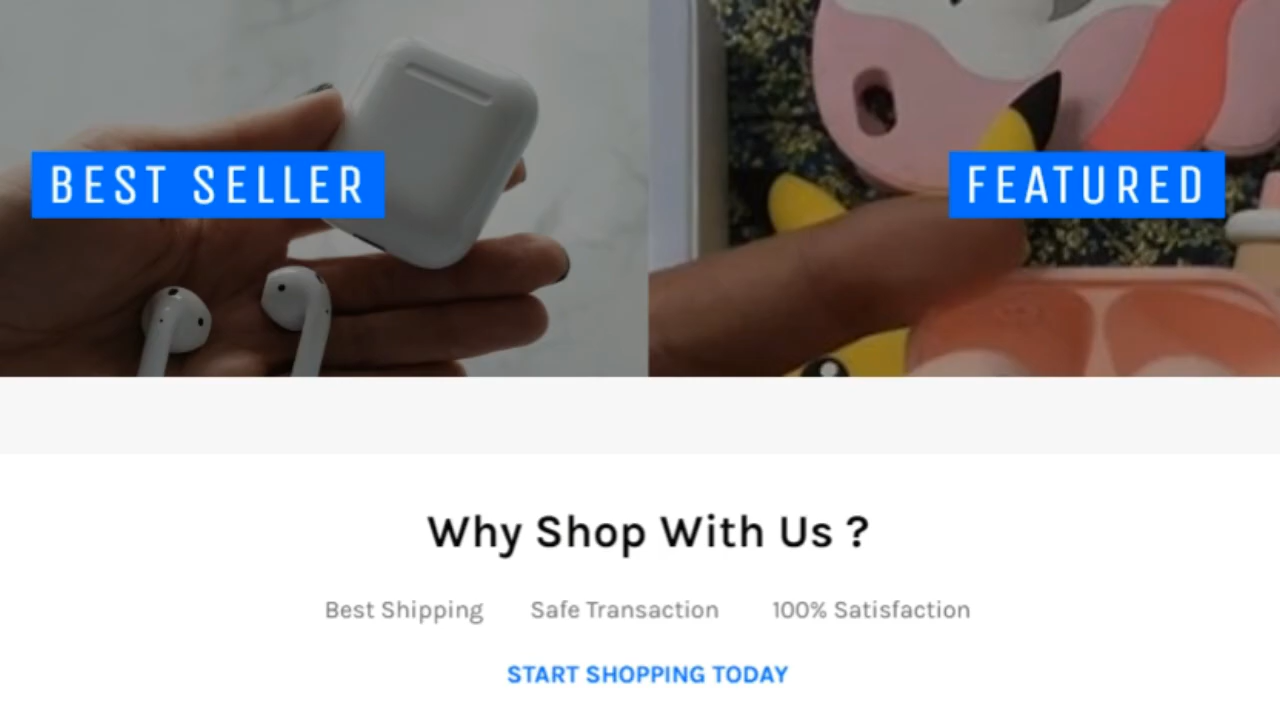 BEST SELLER
FEATURED
Why Shop With Us ?
Best Shipping Safe Transaction 100% Satisfaction
START SHOPPING TODAY